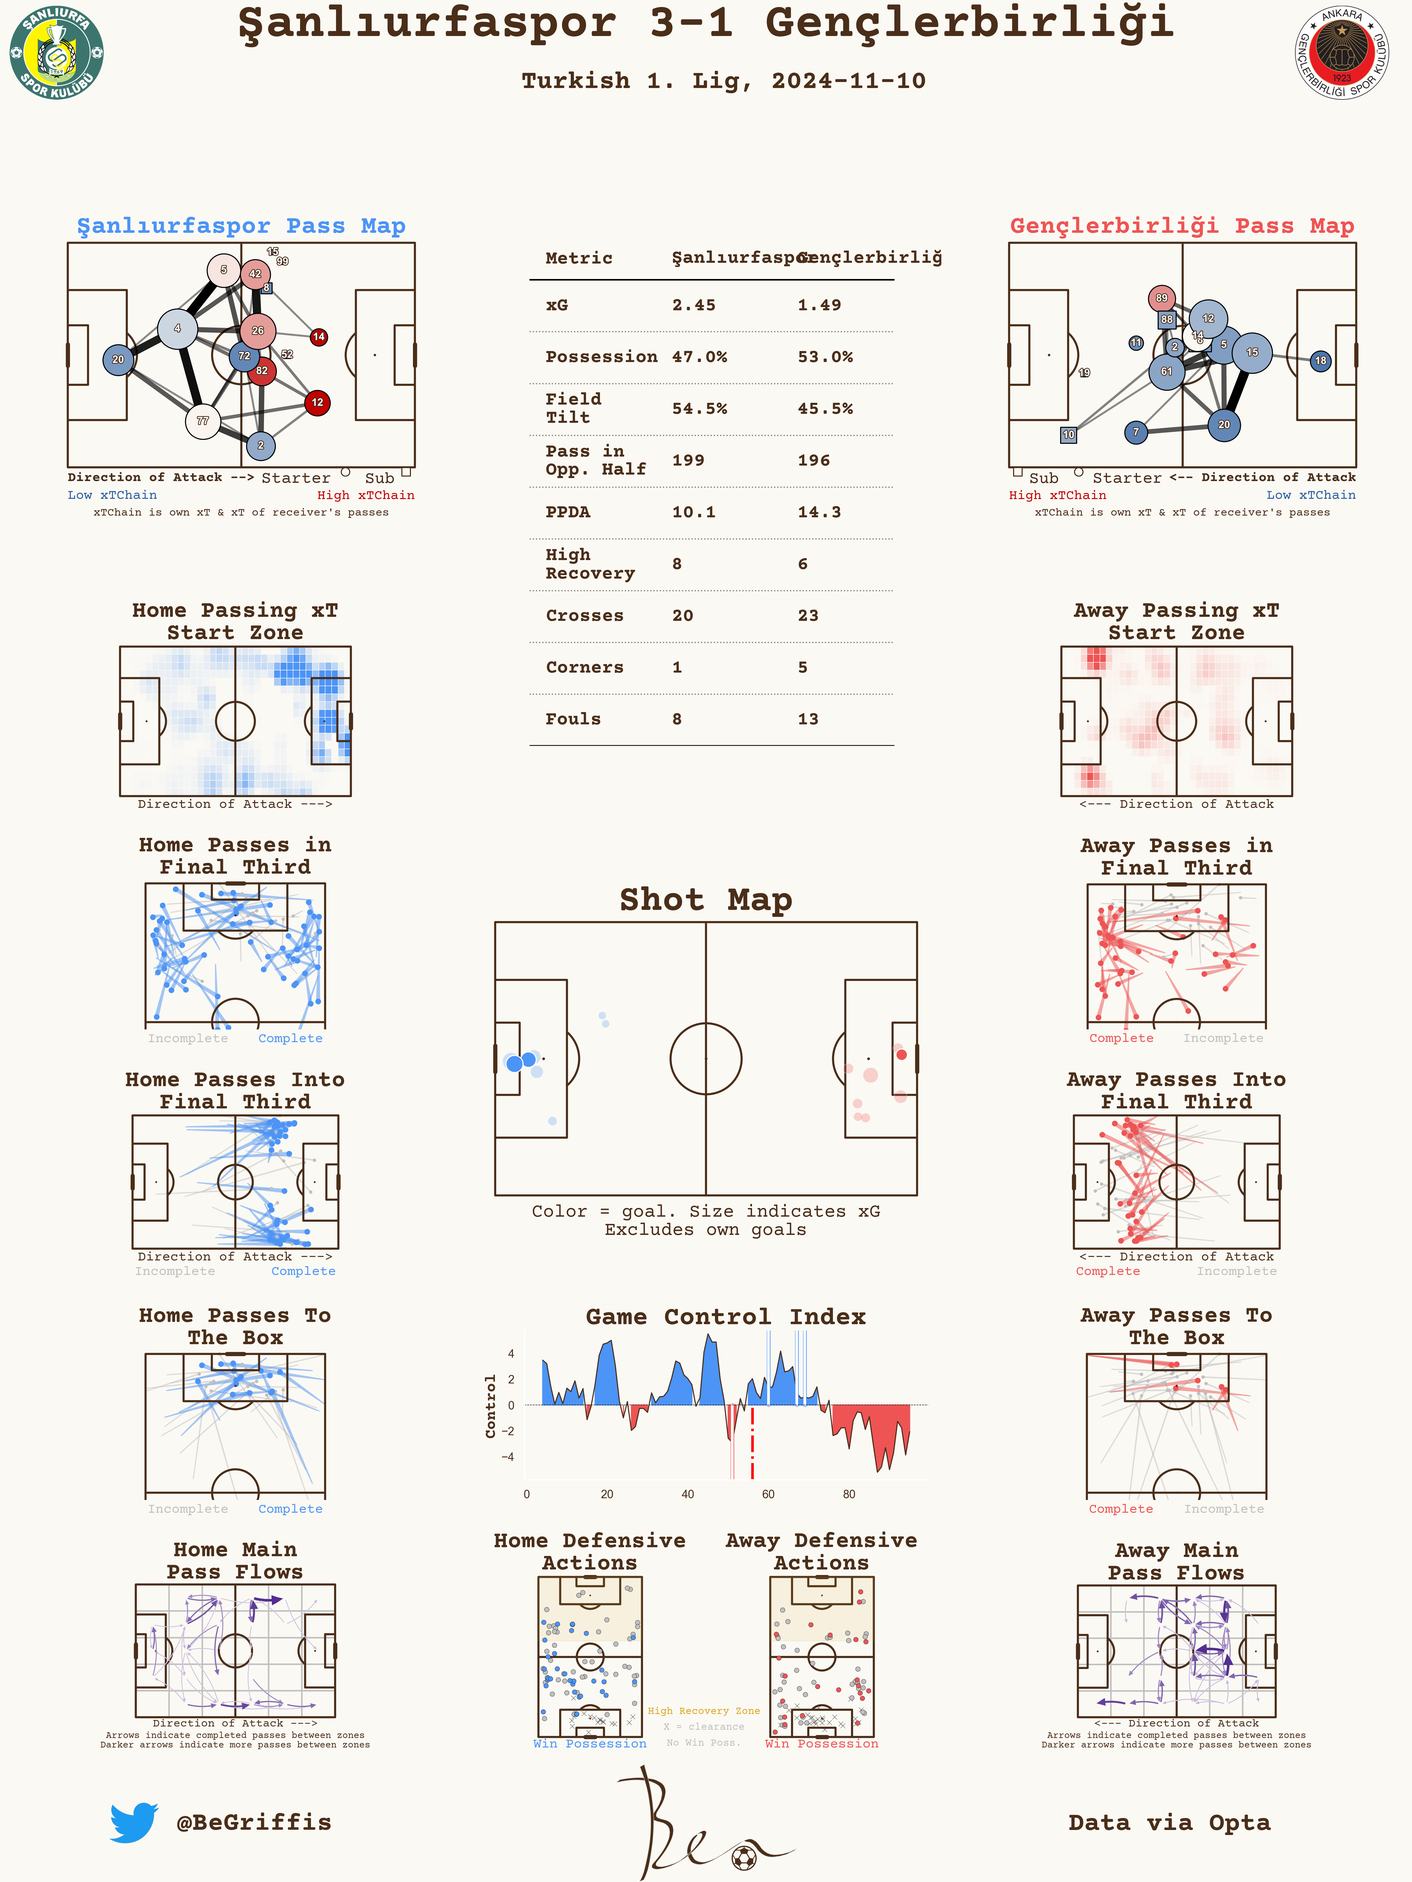 Şanlıurfaspor 3-1 Gençlerbirliği
Turkish 1. Lig, 2024-11-10
ŞANLIURFA
SPOR KULÜBÜ
ANKARA
GENÇLERBİRLİĞİ SPOR KULÜBÜ
1923
Şanlıurfaspor Pass Map
15
99
5
42
8
4
26
14
20
72
52
82
12
77
2
Direction of Attack --> Starter Sub
Low xTChain High xTChain
xTChain is own xT & xT of receiver's passes
Metric Şanlıurfaspor Gençlerbirliğ
xG 2.45 1.49
Possession 47.0% 53.0%
Field
Tilt 54.5% 45.5%
Pass in
Opp. Half 199 196
PPDA 10.1 14.3
High
Recovery 8 6
Crosses 20 23
Corners 1 5
Fouls 8 13
Gençlerbirliği Pass Map
89
88
12
14
8
11
2
5
15
18
61
19
10
7
20
Sub Starter <-- Direction of Attack
High xTChain Low xTChain
xTChain is own xT & xT of receiver's passes
Home Passing xT
Start Zone
Direction of Attack --->
Away Passing xT
Start Zone
<--- Direction of Attack
Home Passes in
Final Third
Incomplete Complete
Away Passes in
Final Third
Complete Incomplete
Shot Map
Color = goal. Size indicates xG
Excludes own goals
Home Passes Into
Final Third
Direction of Attack --->
Incomplete Complete
Away Passes Into
Final Third
<--- Direction of Attack
Complete Incomplete
Home Passes To
The Box
Incomplete Complete
Game Control Index
Control
4
2
0
−2
−4
0 20 40 60 80
Away Passes To
The Box
Complete Incomplete
Home Main
Pass Flows
Direction of Attack --->
Arrows indicate completed passes between zones
Darker arrows indicate more passes between zones
Home Defensive
Actions
Win Possession
Away Defensive
Actions
Win Possession
High Recovery Zone
X = clearance
No Win Poss.
Away Main
Pass Flows
<--- Direction of Attack
Arrows indicate completed passes between zones
Darker arrows indicate more passes between zones
@BeGriffis
Ben
Data via Opta